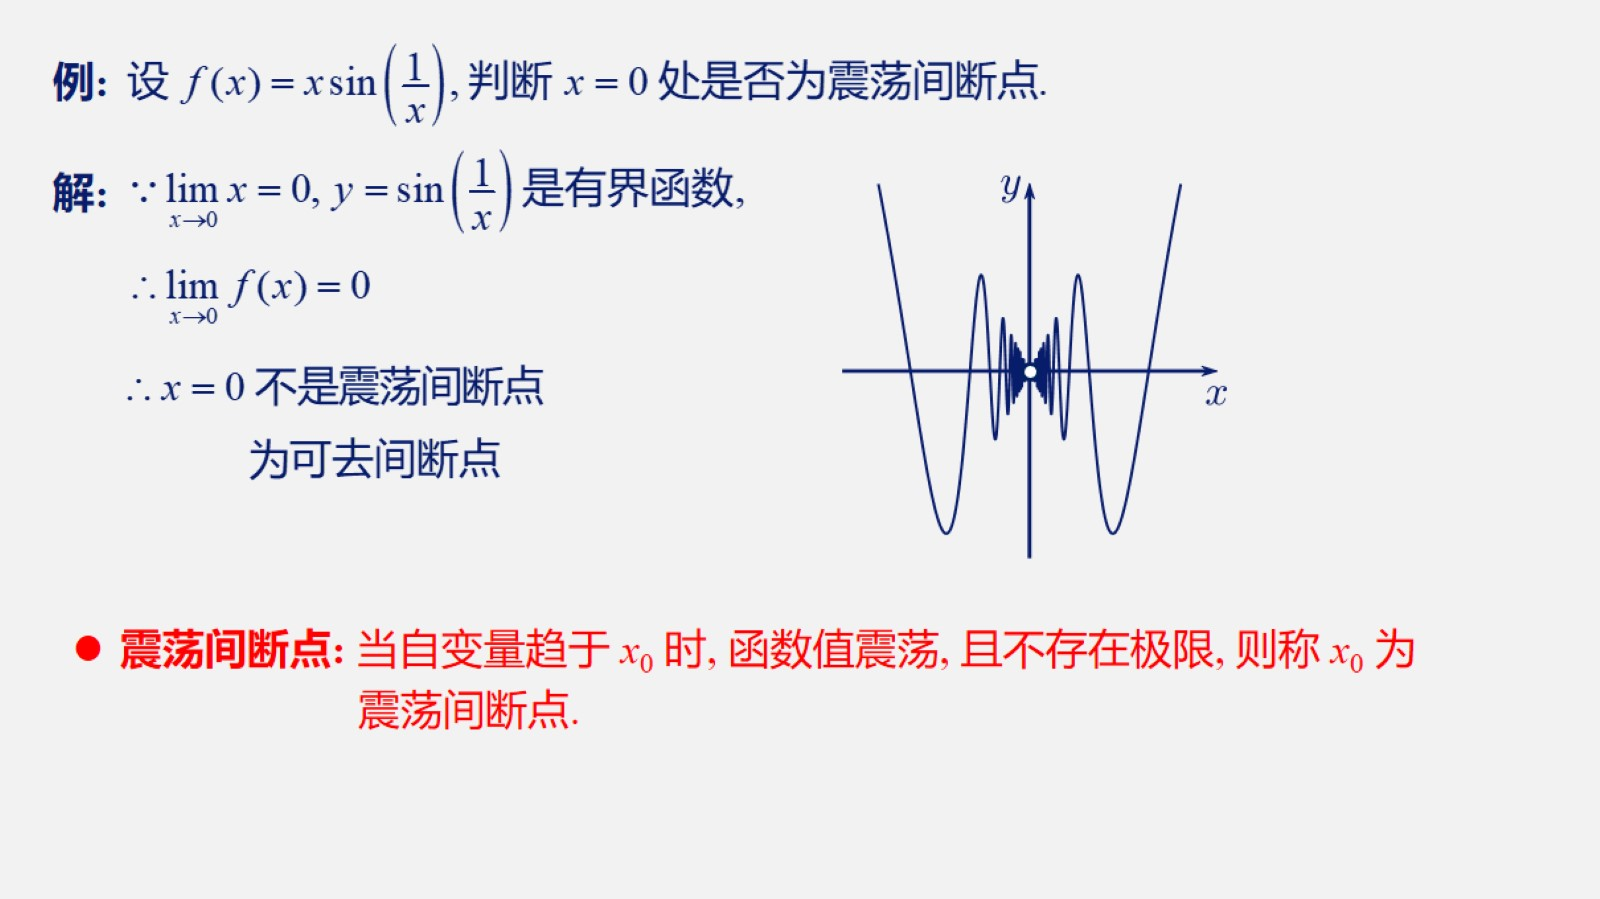 例: 设 f(x) = x sin(1/x), 判断 x = 0 处是否为震荡间断点.
解: ∵ lim_{x→0} x = 0, y = sin(1/x) 是有界函数,
∴ lim_{x→0} f(x) = 0
∴ x = 0 不是震荡间断点
为可去间断点
y
x
● 震荡间断点: 当自变量趋于 x₀ 时, 函数值震荡, 且不存在极限, 则称 x₀ 为
震荡间断点.